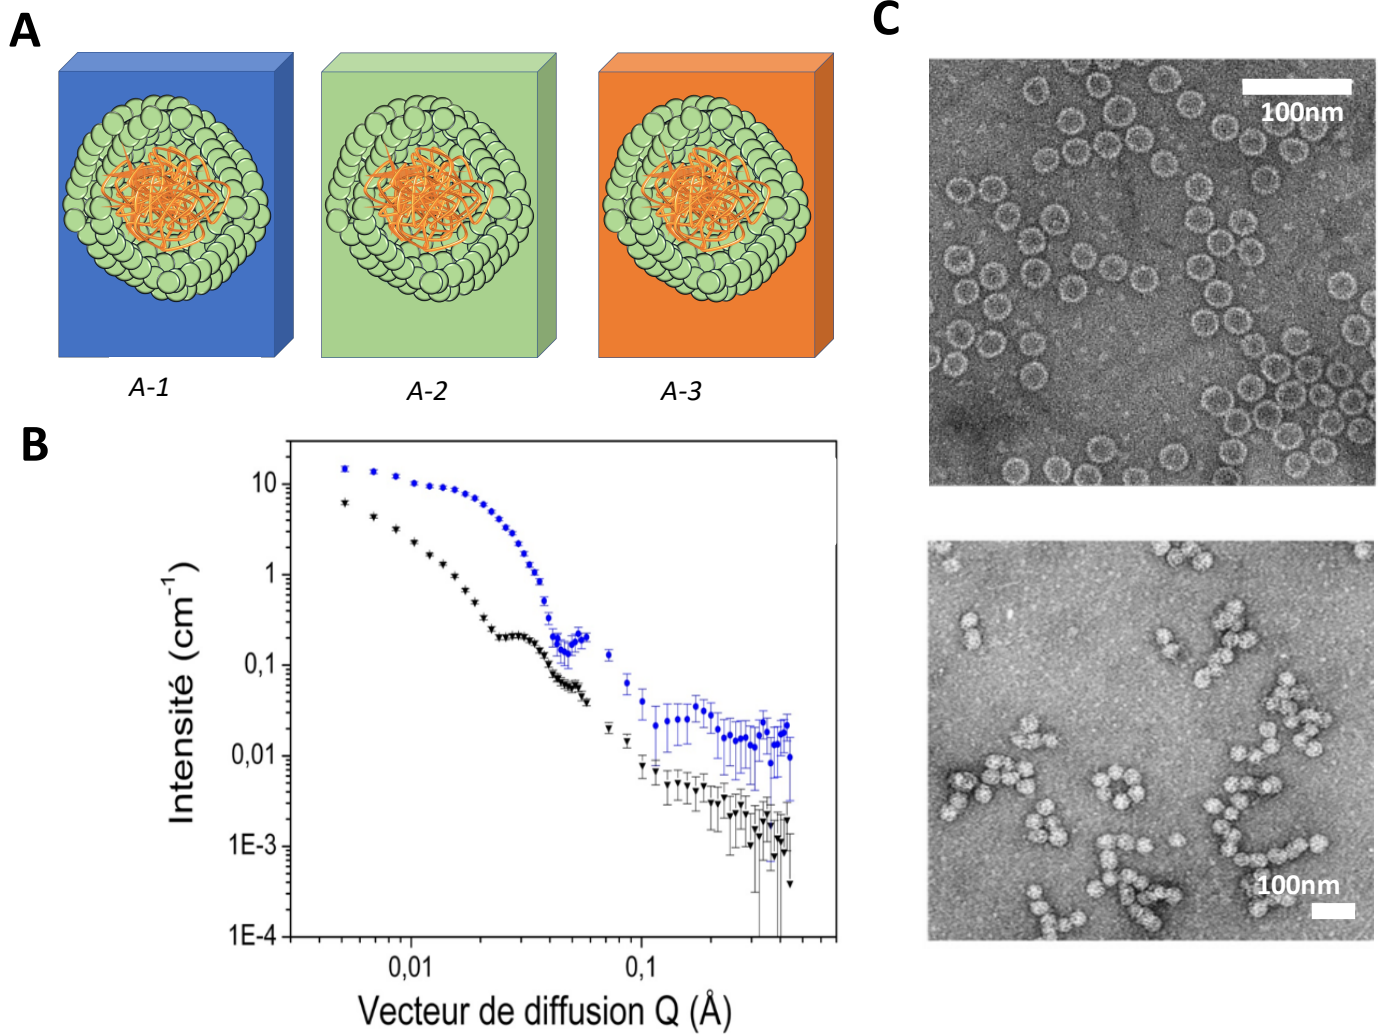 A
A-1
A-2
A-3
B
10
1
0,1
0,01
1E-3
1E-4
Intensité (cm⁻¹)
0,01
0,1
Vecteur de diffusion Q (Å)
C
100nm
100nm